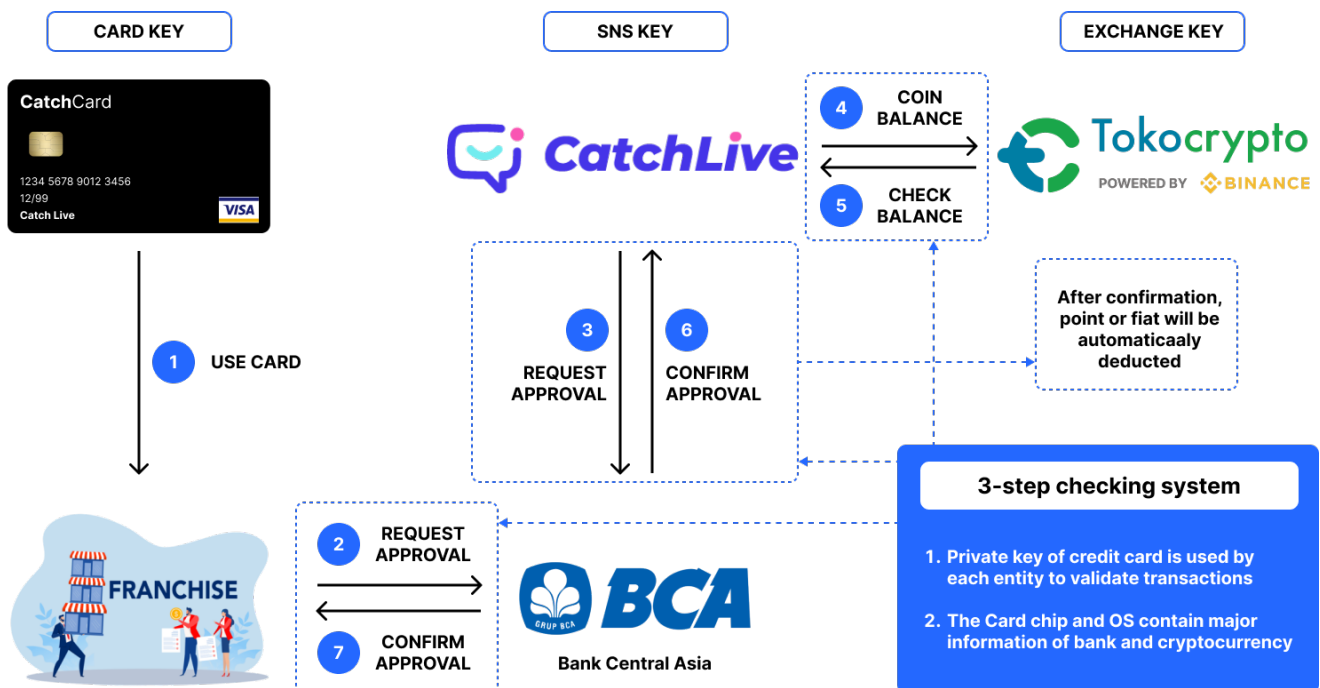 CARD KEY
SNS KEY
EXCHANGE KEY
CatchCard
1234 5678 9012 3456
12/99
Catch Live
VISA
CatchLive
4
COIN
BALANCE
5
CHECK
BALANCE
Tokocrypto
POWERED BY BINANCE
1
USE CARD
3
REQUEST
APPROVAL
6
CONFIRM
APPROVAL
After confirmation,
point or fiat will be
automaticaaly
deducted
FRANCHISE
2
REQUEST
APPROVAL
7
CONFIRM
APPROVAL
GRUP BCA
BCA
Bank Central Asia
3-step checking system
1. Private key of credit card is used by
each entity to validate transactions
2. The Card chip and OS contain major
information of bank and cryptocurrency